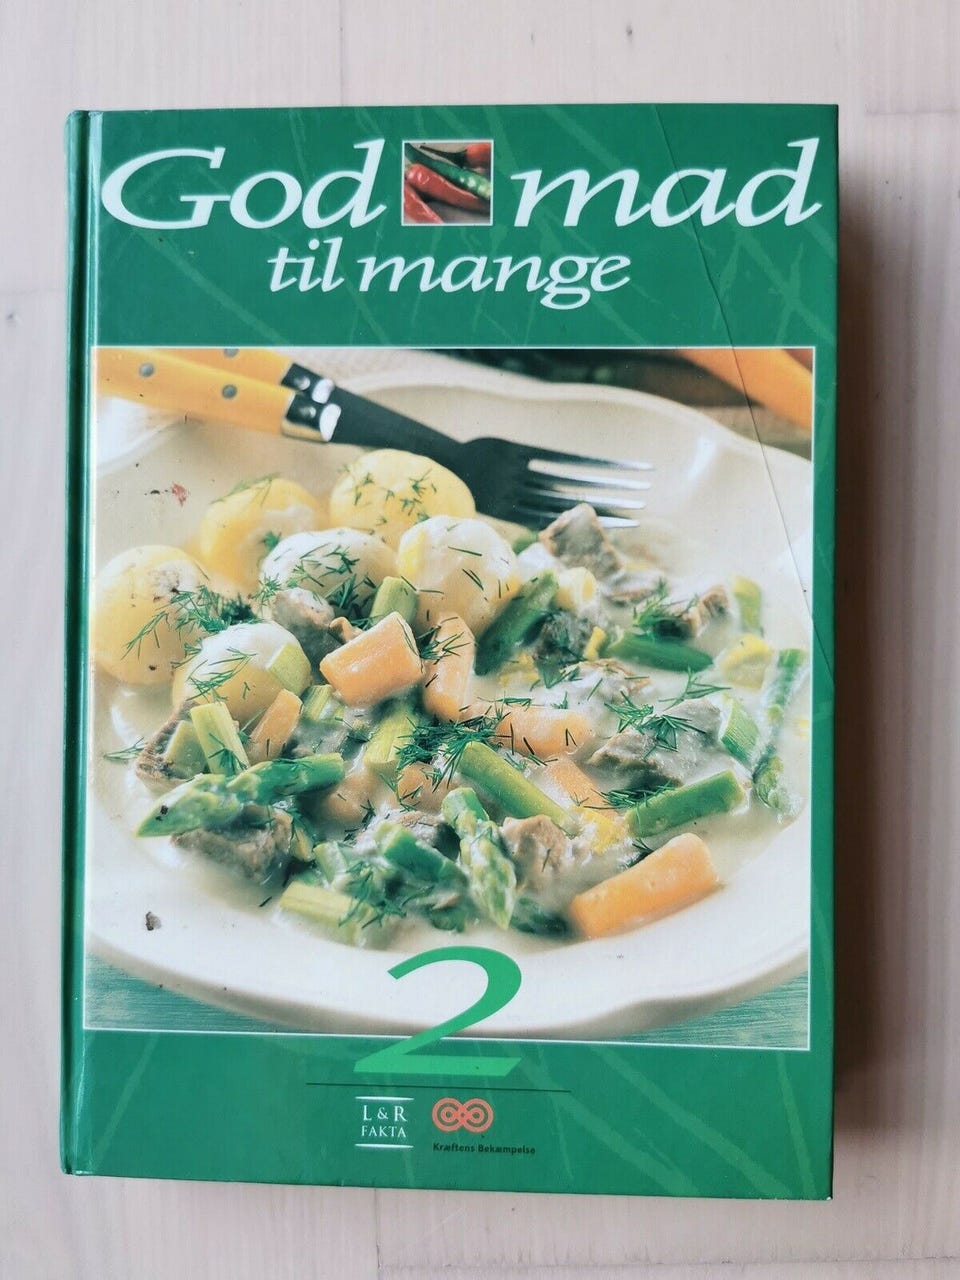 God mad
til mange
2
L & R
FAKTA
Kræftens Bekæmpelse